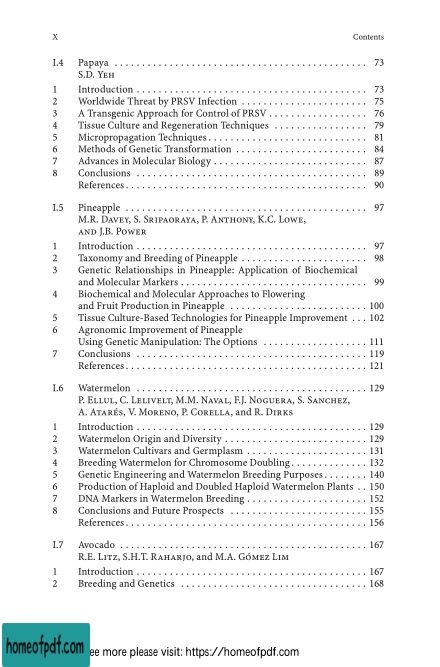 X Contents
I.4 Papaya . . . . . . . . . . . . . . . . . . . . . . . . . . . . . . . . . . . . . . 73
S.D. Yeh
1 Introduction . . . . . . . . . . . . . . . . . . . . . . . . . . . . . . . . . . 73
2 Worldwide Threat by PRSV Infection . . . . . . . . . . . . . . . . . . 75
3 A Transgenic Approach for Control of PRSV . . . . . . . . . . . . . . 76
4 Tissue Culture and Regeneration Techniques . . . . . . . . . . . . . 79
5 Micropropagation Techniques . . . . . . . . . . . . . . . . . . . . . . . 81
6 Methods of Genetic Transformation . . . . . . . . . . . . . . . . . . . 84
7 Advances in Molecular Biology . . . . . . . . . . . . . . . . . . . . . . 87
8 Conclusions . . . . . . . . . . . . . . . . . . . . . . . . . . . . . . . . . . 89
References . . . . . . . . . . . . . . . . . . . . . . . . . . . . . . . . . . . . 90
I.5 Pineapple . . . . . . . . . . . . . . . . . . . . . . . . . . . . . . . . . . . . 97
M.R. Davey, S. Sripaoraya, P. Anthony, K.C. Lowe,
and J.B. Power
1 Introduction . . . . . . . . . . . . . . . . . . . . . . . . . . . . . . . . . . 97
2 Taxonomy and Breeding of Pineapple . . . . . . . . . . . . . . . . . . 98
3 Genetic Relationships in Pineapple: Application of Biochemical
and Molecular Markers . . . . . . . . . . . . . . . . . . . . . . . . . . . 99
4 Biochemical and Molecular Approaches to Flowering
and Fruit Production in Pineapple . . . . . . . . . . . . . . . . . . . . 100
5 Tissue Culture-Based Technologies for Pineapple Improvement . . . 102
6 Agronomic Improvement of Pineapple
Using Genetic Manipulation: The Options . . . . . . . . . . . . . . . 111
7 Conclusions . . . . . . . . . . . . . . . . . . . . . . . . . . . . . . . . . . 119
References . . . . . . . . . . . . . . . . . . . . . . . . . . . . . . . . . . . . 121
I.6 Watermelon . . . . . . . . . . . . . . . . . . . . . . . . . . . . . . . . . . 129
P. Ellul, C. Lelivelt, M.M. Naval, F.J. Noguera, S. Sanchez,
A. Atarés, V. Moreno, P. Corella, and R. Dirks
1 Introduction . . . . . . . . . . . . . . . . . . . . . . . . . . . . . . . . . . 129
2 Watermelon Origin and Diversity . . . . . . . . . . . . . . . . . . . . . 129
3 Watermelon Cultivars and Germplasm . . . . . . . . . . . . . . . . . 131
4 Breeding Watermelon for Chromosome Doubling . . . . . . . . . . . 132
5 Genetic Engineering and Watermelon Breeding Purposes . . . . . . . 140
6 Production of Haploid and Doubled Haploid Watermelon Plants . . 150
7 DNA Markers in Watermelon Breeding . . . . . . . . . . . . . . . . . . 152
8 Conclusions and Future Prospects . . . . . . . . . . . . . . . . . . . . 155
References . . . . . . . . . . . . . . . . . . . . . . . . . . . . . . . . . . . . 156
I.7 Avocado . . . . . . . . . . . . . . . . . . . . . . . . . . . . . . . . . . . . . 167
R.E. Litz, S.H.T. Raharjo, and M.A. Gómez Lim
1 Introduction . . . . . . . . . . . . . . . . . . . . . . . . . . . . . . . . . . 167
2 Breeding and Genetics . . . . . . . . . . . . . . . . . . . . . . . . . . . . 168
homeofpdf.com ee more please visit: https://homeofpdf.com